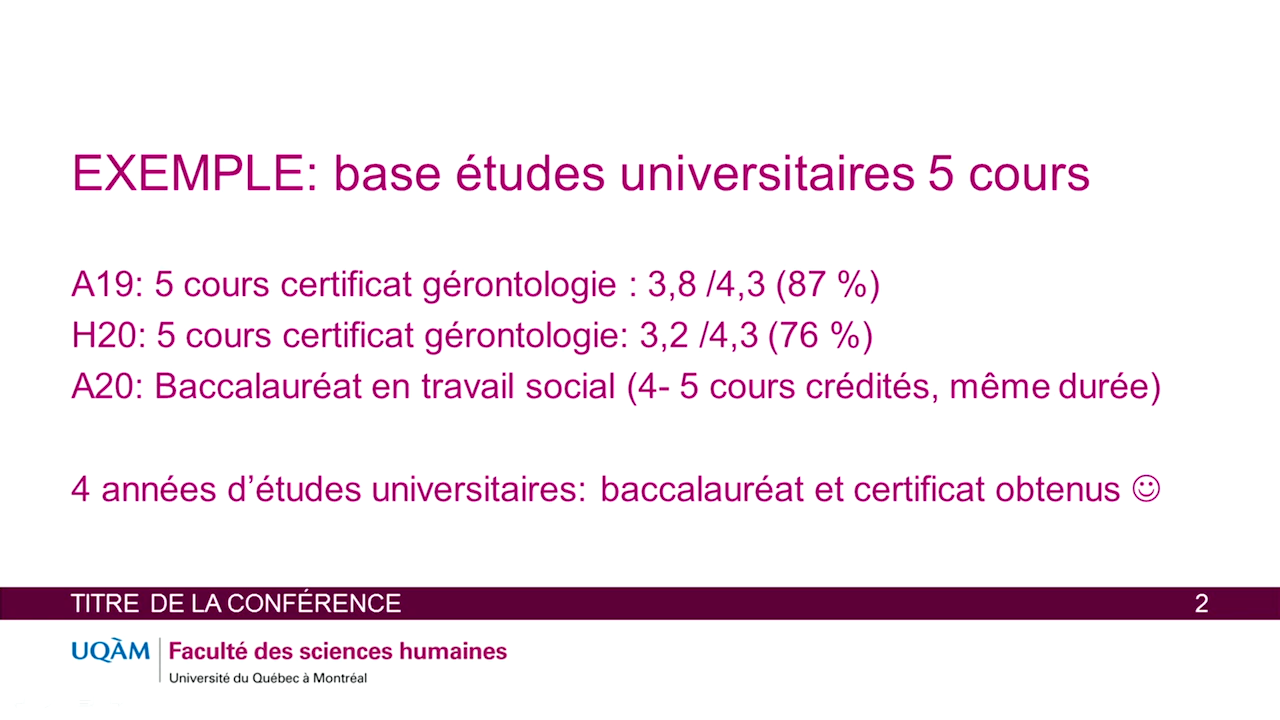 EXEMPLE: base études universitaires 5 cours
A19: 5 cours certificat gérontologie : 3,8 /4,3 (87 %)
H20: 5 cours certificat gérontologie: 3,2 /4,3 (76 %)
A20: Baccalauréat en travail social (4- 5 cours crédités, même durée)
4 années d’études universitaires: baccalauréat et certificat obtenus ☺
TITRE DE LA CONFÉRENCE 2
UQÀM Faculté des sciences humaines
Université du Québec à Montréal